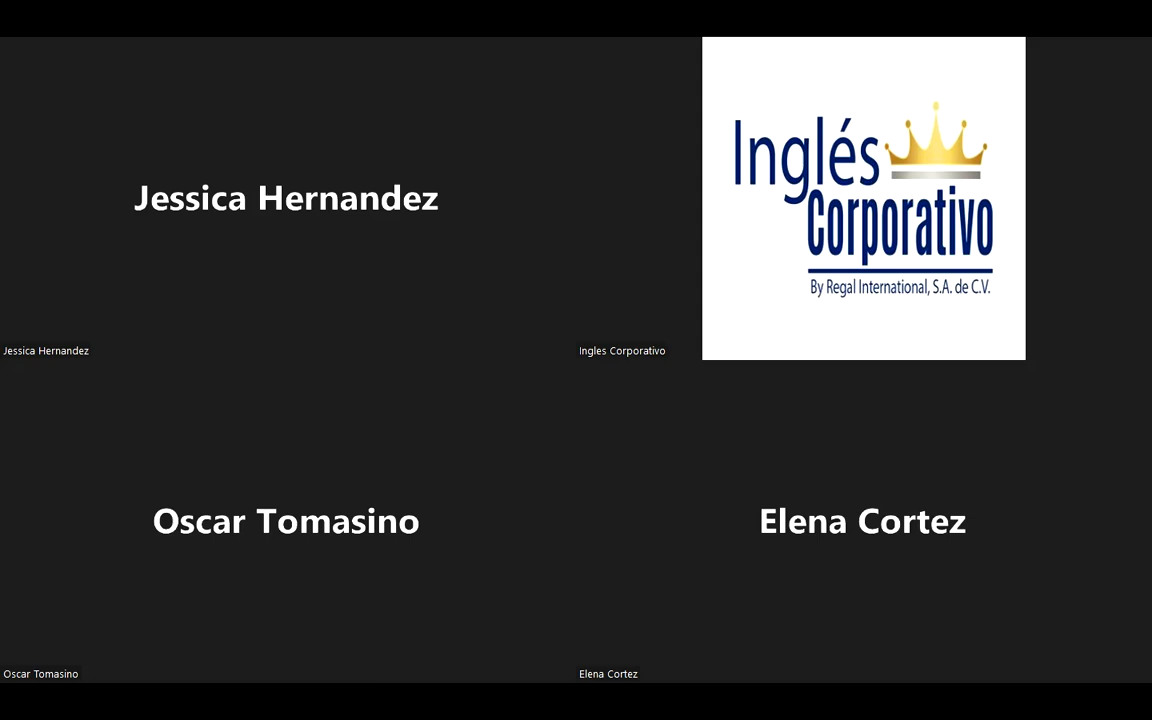 Jessica Hernandez
Jessica Hernandez
Inglés
Corporativo
By Regal International, S.A. de C.V.
Ingles Corporativo
Oscar Tomasino
Oscar Tomasino
Elena Cortez
Elena Cortez